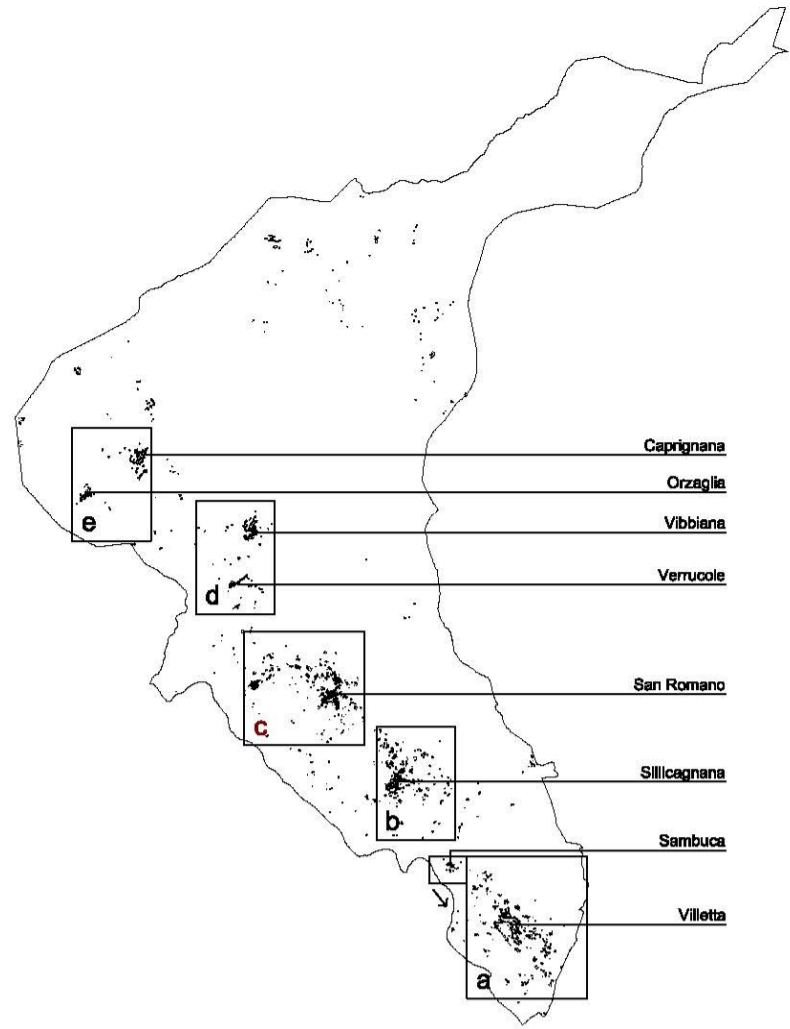 Caprignana
Orzaglia
e
Vibbiana
Verrucole
d
San Romano
c
Sillicagnana
b
Sambuca
Villetta
a